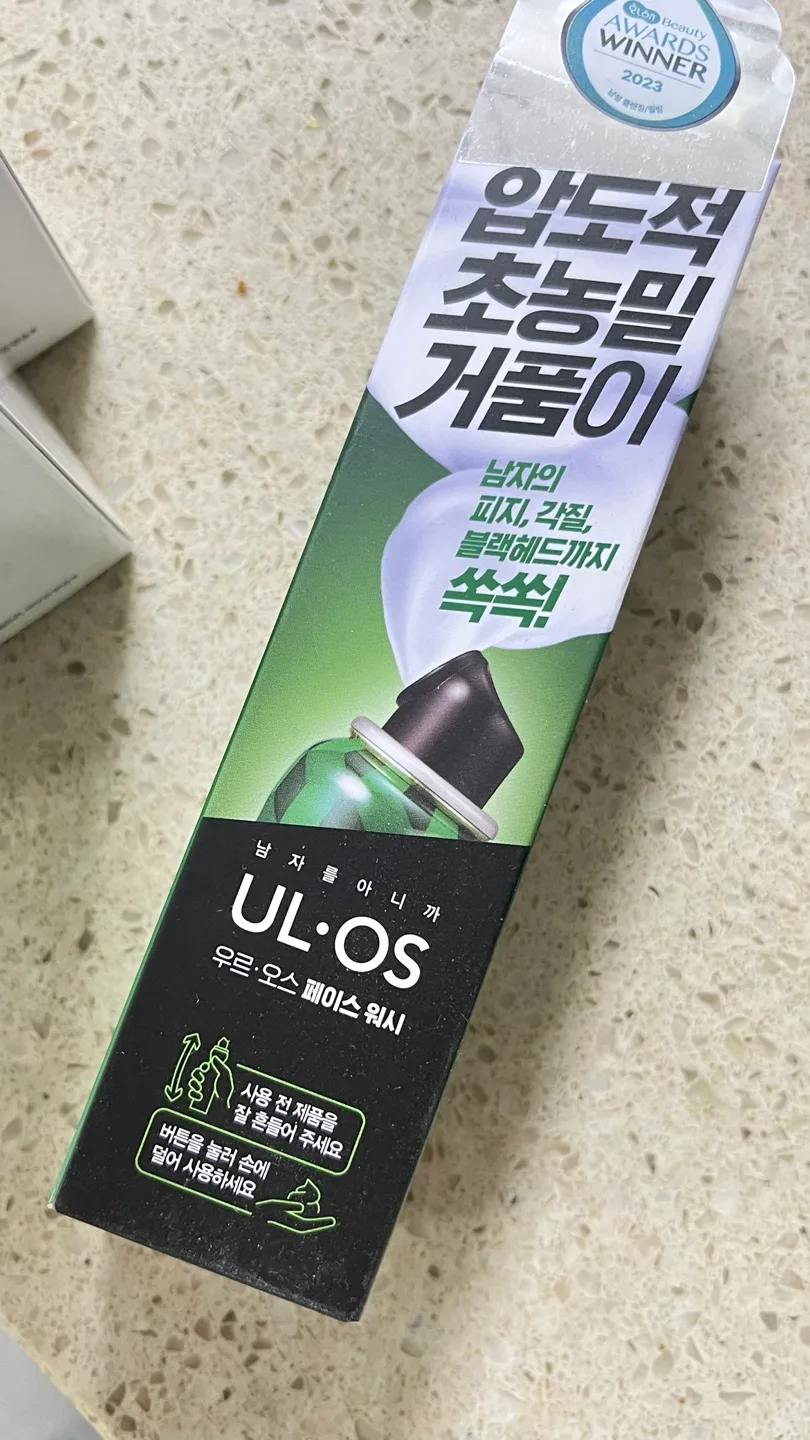 Qlón Beauty
AWARDS
WINNER
2023
압도적
초농밀
거품이
남자의
피지, 각질,
블랙헤드까지
쏙쏙!
남자를아니까
UL·OS
우르·오스 페이스 워시
사용 전 제품을
잘 흔들어 주세요
버튼을 눌러 손에
덜어 사용하세요